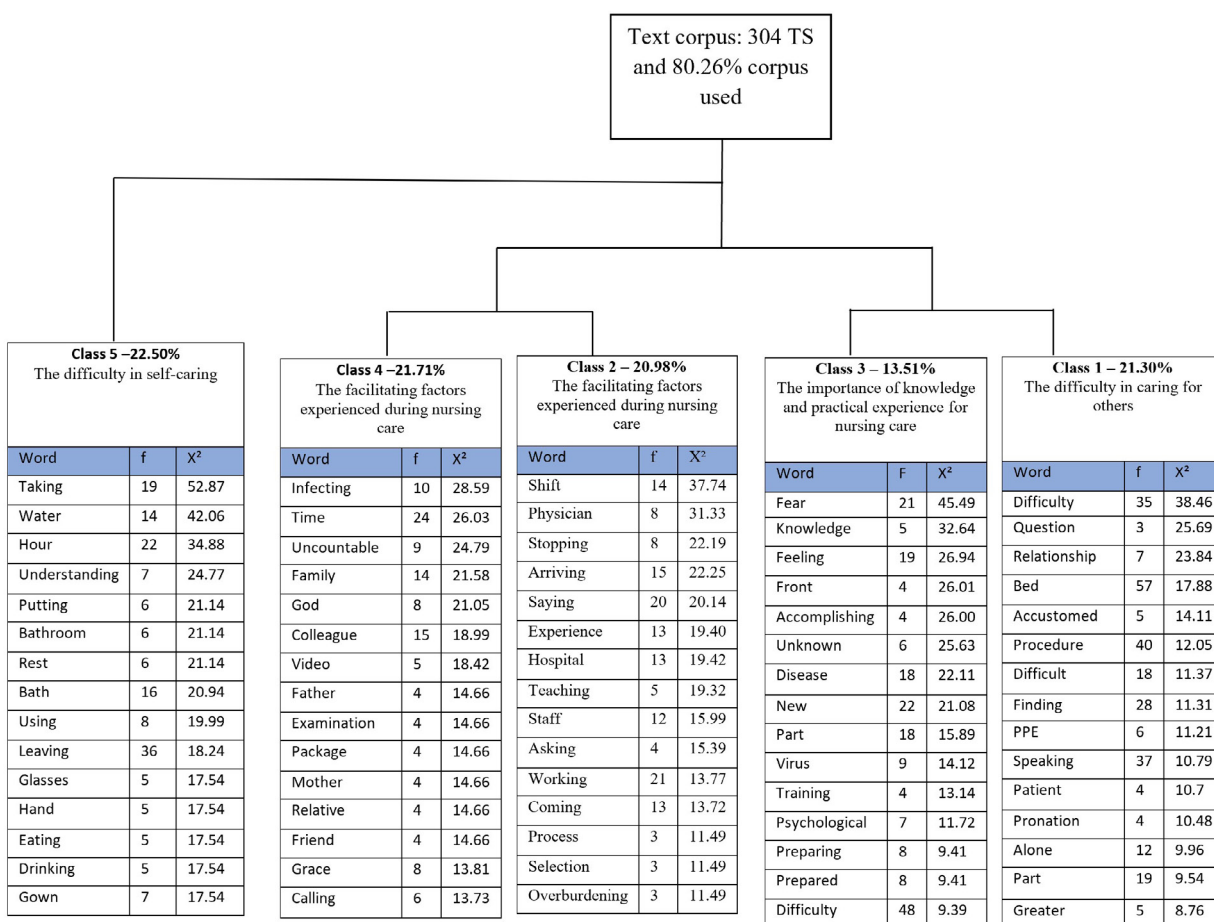 Text corpus: 304 TS
and 80.26% corpus
used
Class 5 –22.50%
The difficulty in self-caring
Word f X²
Taking 19 52.87
Water 14 42.06
Hour 22 34.88
Understanding 7 24.77
Putting 6 21.14
Bathroom 6 21.14
Rest 6 21.14
Bath 16 20.94
Using 8 19.99
Leaving 36 18.24
Glasses 5 17.54
Hand 5 17.54
Eating 5 17.54
Drinking 5 17.54
Gown 7 17.54
Class 4 –21.71%
The facilitating factors
experienced during nursing
care
Word f X²
Infecting 10 28.59
Time 24 26.03
Uncountable 9 24.79
Family 14 21.58
God 8 21.05
Colleague 15 18.99
Video 5 18.42
Father 4 14.66
Examination 4 14.66
Package 4 14.66
Mother 4 14.66
Relative 4 14.66
Friend 4 14.66
Grace 8 13.81
Calling 6 13.73
Class 2 – 20.98%
The facilitating factors
experienced during nursing
care
Word f X²
Shift 14 37.74
Physician 8 31.33
Stopping 8 22.19
Arriving 15 22.25
Saying 20 20.14
Experience 13 19.40
Hospital 13 19.42
Teaching 5 19.32
Staff 12 15.99
Asking 4 15.39
Working 21 13.77
Coming 13 13.72
Process 3 11.49
Selection 3 11.49
Overburdening 3 11.49
Class 3 – 13.51%
The importance of knowledge
and practical experience for
nursing care
Word F X²
Fear 21 45.49
Knowledge 5 32.64
Feeling 19 26.94
Front 4 26.01
Accomplishing 4 26.00
Unknown 6 25.63
Disease 18 22.11
New 22 21.08
Part 18 15.89
Virus 9 14.12
Training 4 13.14
Psychological 7 11.72
Preparing 8 9.41
Prepared 8 9.41
Difficulty 48 9.39
Class 1 – 21.30%
The difficulty in caring for
others
Word f X²
Difficulty 35 38.46
Question 3 25.69
Relationship 7 23.84
Bed 57 17.88
Accustomed 5 14.11
Procedure 40 12.05
Difficult 18 11.37
Finding 28 11.31
PPE 6 11.21
Speaking 37 10.79
Patient 4 10.7
Pronation 4 10.48
Alone 12 9.96
Part 19 9.54
Greater 5 8.76